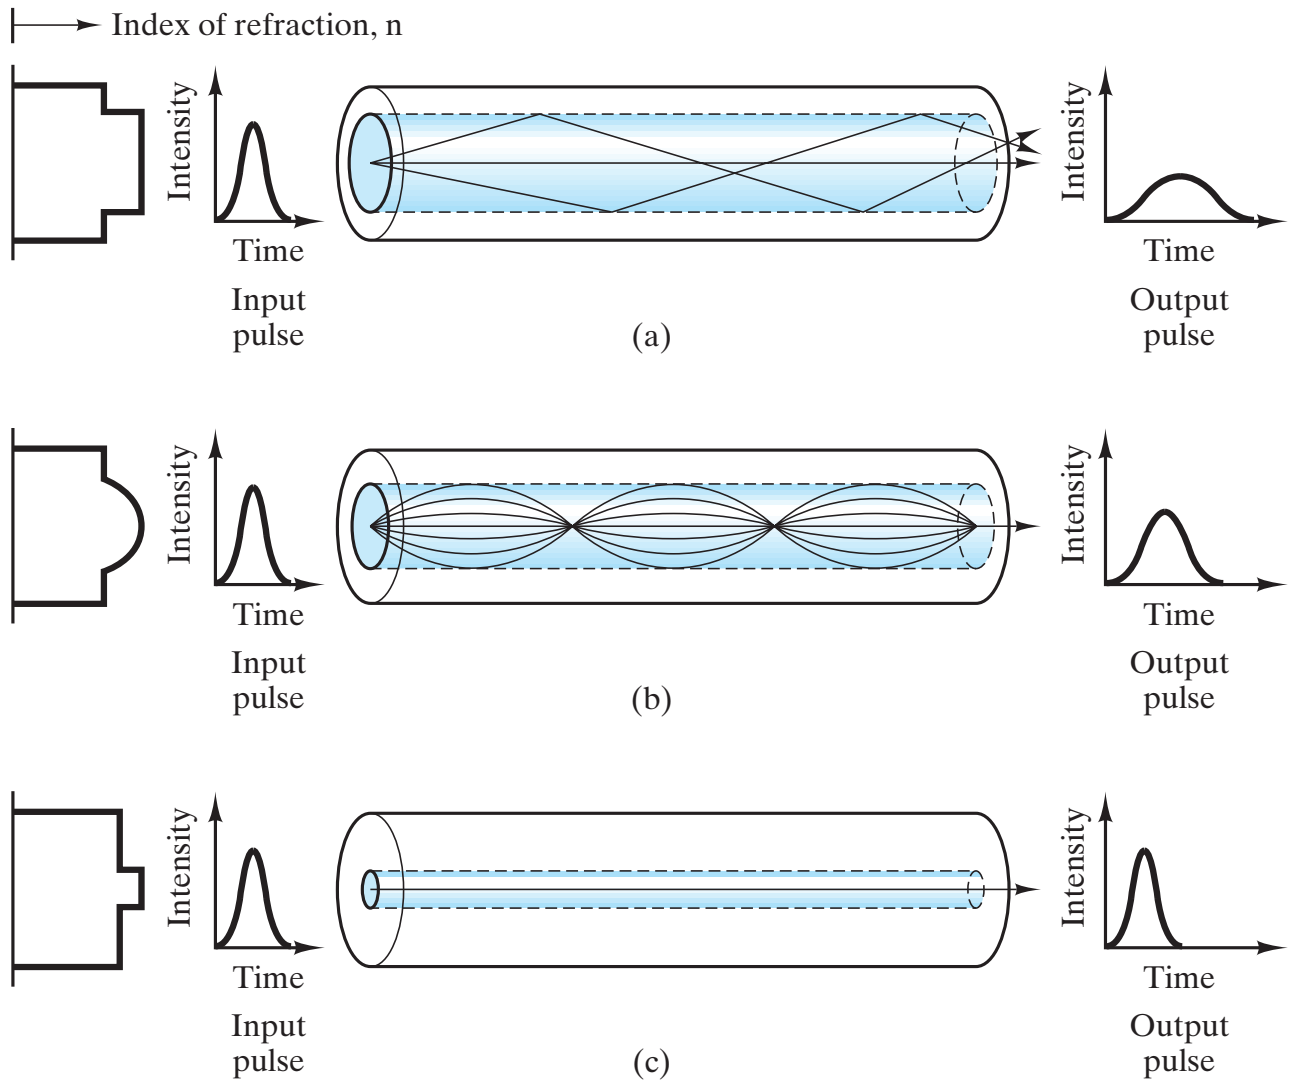 Index of refraction, n
Intensity
Time
Input
pulse
(a)
Intensity
Time
Output
pulse
Intensity
Time
Input
pulse
(b)
Intensity
Time
Output
pulse
Intensity
Time
Input
pulse
(c)
Intensity
Time
Output
pulse